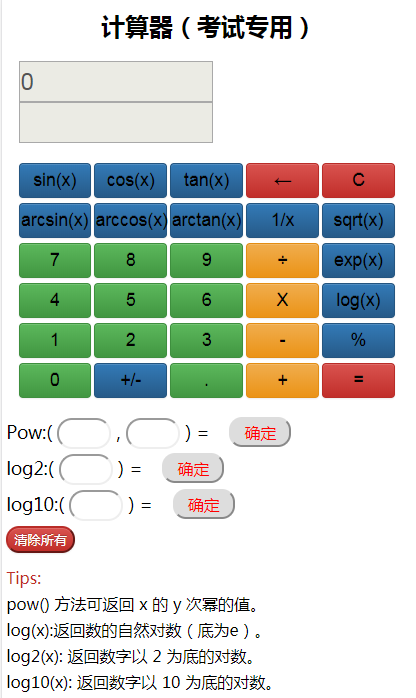 计算器（考试专用）
0
sin(x) cos(x) tan(x) ← C
arcsin(x) arccos(x) arctan(x) 1/x sqrt(x)
7 8 9 ÷ exp(x)
4 5 6 X log(x)
1 2 3 - %
0 +/- . + =
Pow:( , ) = 确定
log2:( ) = 确定
log10:( ) = 确定
清除所有
Tips:
pow() 方法可返回 x 的 y 次幂的值。
log(x):返回数的自然对数（底为e）。
log2(x): 返回数字以 2 为底的对数。
log10(x): 返回数字以 10 为底的对数。